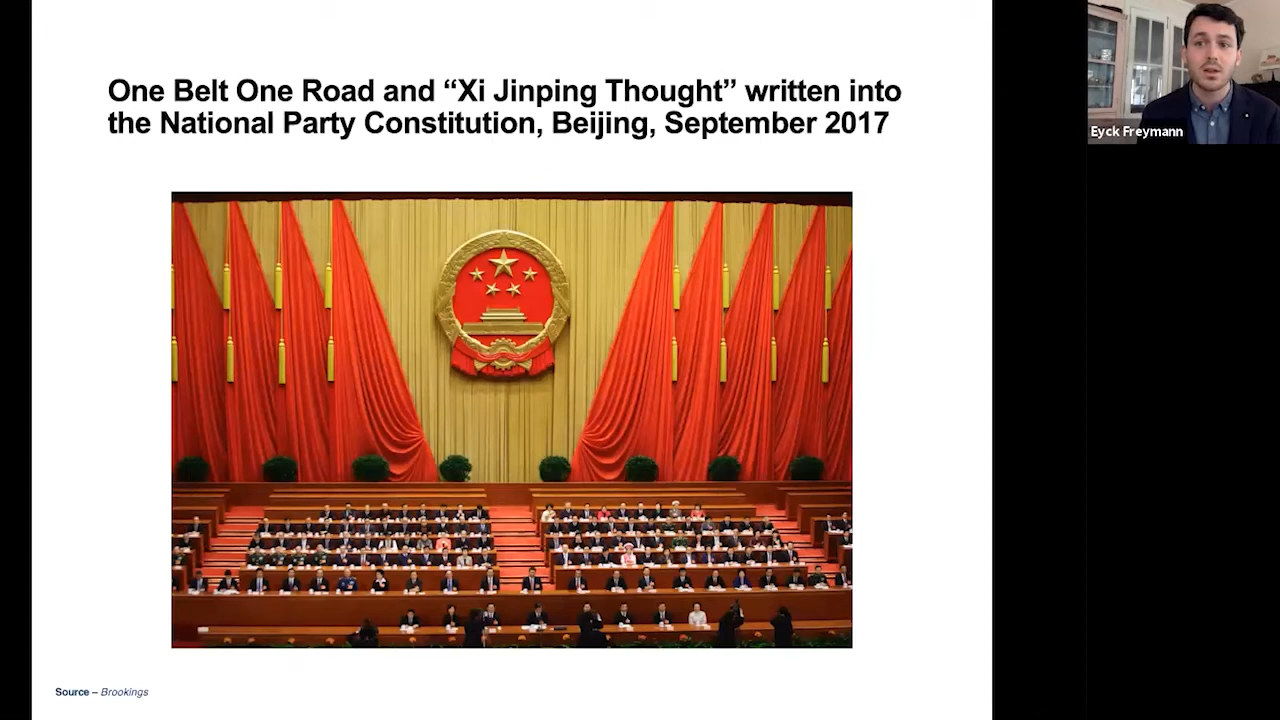 One Belt One Road and “Xi Jinping Thought” written into
the National Party Constitution, Beijing, September 2017
Eyck Freymann
Source – Brookings